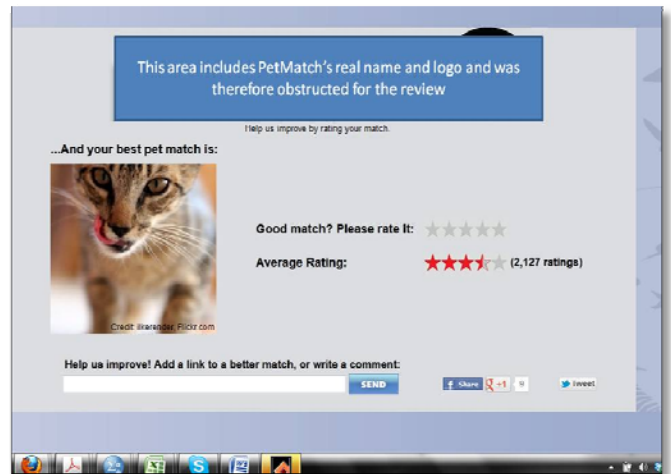 This area includes PetMatch's real name and logo and was
therefore obstructed for the review
Help us improve by rating your match.
...And your best pet match is:
Good match? Please rate it:
Average Rating: (2,127 ratings)
Credit: Flickr.com
Help us improve! Add a link to a better match, or write a comment:
SEND
f Share
g +1
9
Tweet